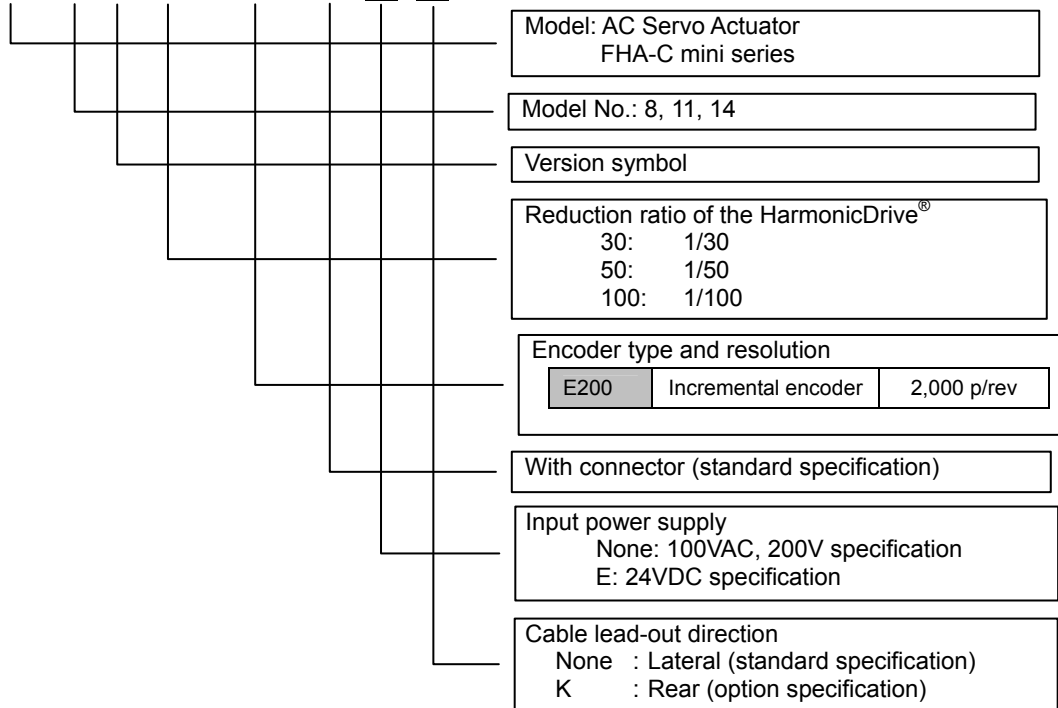 Model: AC Servo Actuator
FHA-C mini series
Model No.: 8, 11, 14
Version symbol
Reduction ratio of the HarmonicDrive®
30: 1/30
50: 1/50
100: 1/100
Encoder type and resolution
E200 Incremental encoder 2,000 p/rev
With connector (standard specification)
Input power supply
None: 100VAC, 200V specification
E: 24VDC specification
Cable lead-out direction
None : Lateral (standard specification)
K : Rear (option specification)